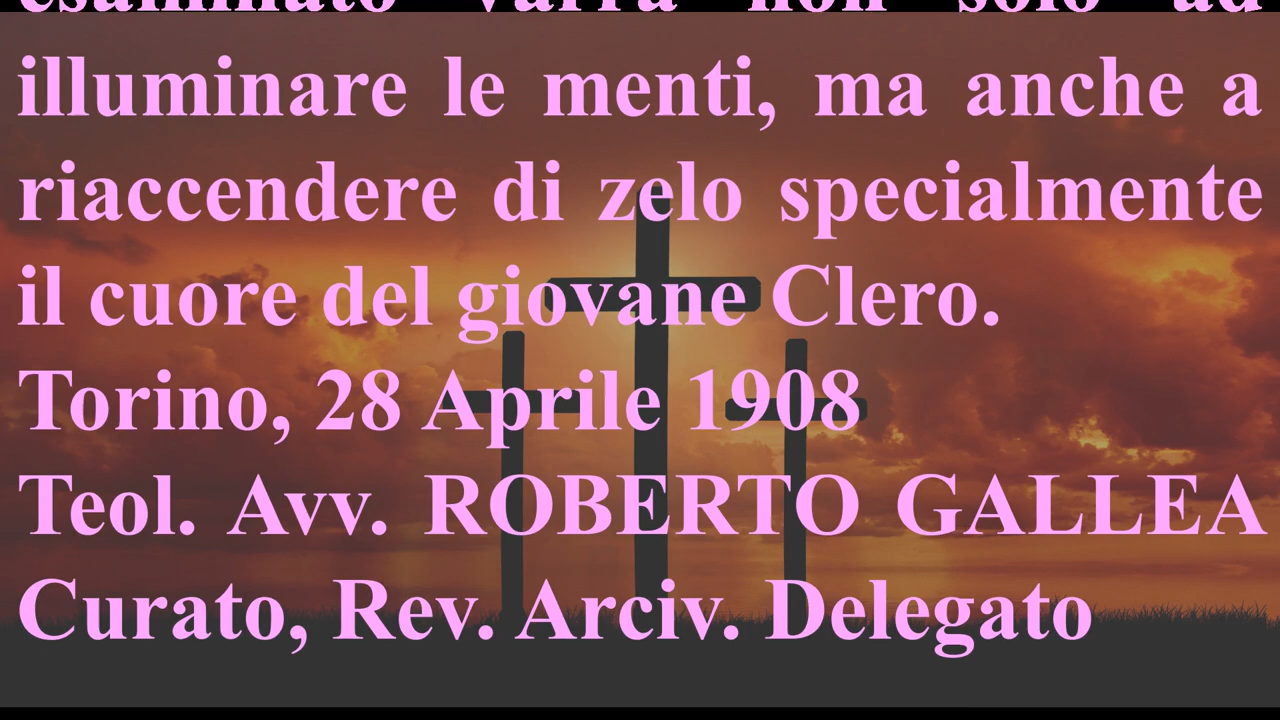 esaminato varrà non solo ad
illuminare le menti, ma anche a
riaccendere di zelo specialmente
il cuore del giovane Clero.
Torino, 28 Aprile 1908
Teol. Avv. ROBERTO GALLEA
Curato, Rev. Arciv. Delegato